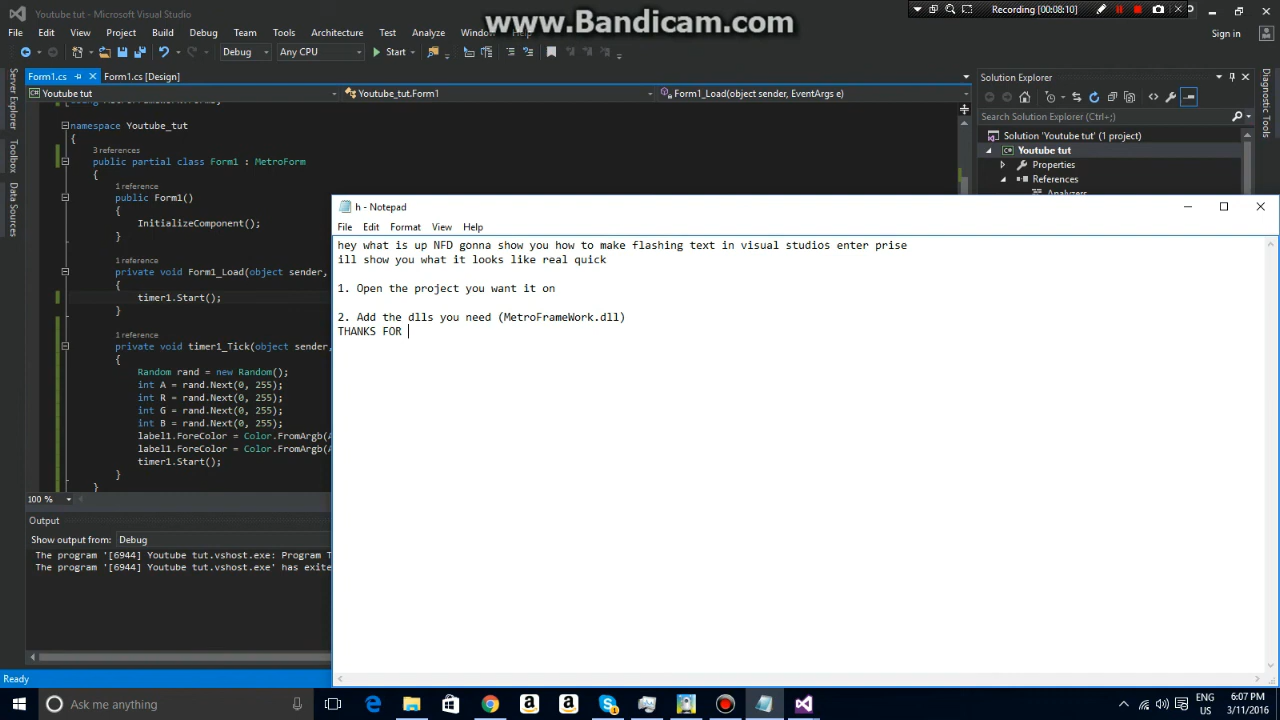 Youtube tut - Microsoft Visual Studio
www.Bandicam.com
Recording [00:08:10]
File Edit View Project Build Debug Team Tools Architecture Test Analyze Window Help
Sign in
Debug Any CPU Start
Form1.cs Form1.cs [Design]
Solution Explorer
Youtube tut Youtube_tut.Form1 Form1_Load(object sender, EventArgs e)
Server Explorer
Toolbox
Data Sources
Diagnostic Tools
Search Solution Explorer (Ctrl+;)
Solution 'Youtube tut' (1 project)
Youtube tut
Properties
References
Analyzers
namespace Youtube_tut
{
3 references
public partial class Form1 : MetroForm
{
1 reference
public Form1()
{
InitializeComponent();
}
1 reference
private void Form1_Load(object sender,
{
timer1.Start();
}
1 reference
private void timer1_Tick(object sender,
{
Random rand = new Random();
int A = rand.Next(0, 255);
int R = rand.Next(0, 255);
int G = rand.Next(0, 255);
int B = rand.Next(0, 255);
label1.ForeColor = Color.FromArgb(A
label1.ForeColor = Color.FromArgb(A
timer1.Start();
}
}
100 %
Output
Show output from: Debug
The program '[6944] Youtube tut.vshost.exe: Program T
The program '[6944] Youtube tut.vshost.exe' has exite
Ready
h - Notepad
File Edit Format View Help
hey what is up NFD gonna show you how to make flashing text in visual studios enter prise
ill show you what it looks like real quick
1. Open the project you want it on
2. Add the dlls you need (MetroFrameWork.dll)
THANKS FOR
Ask me anything
ENG
US
6:07 PM
3/11/2016